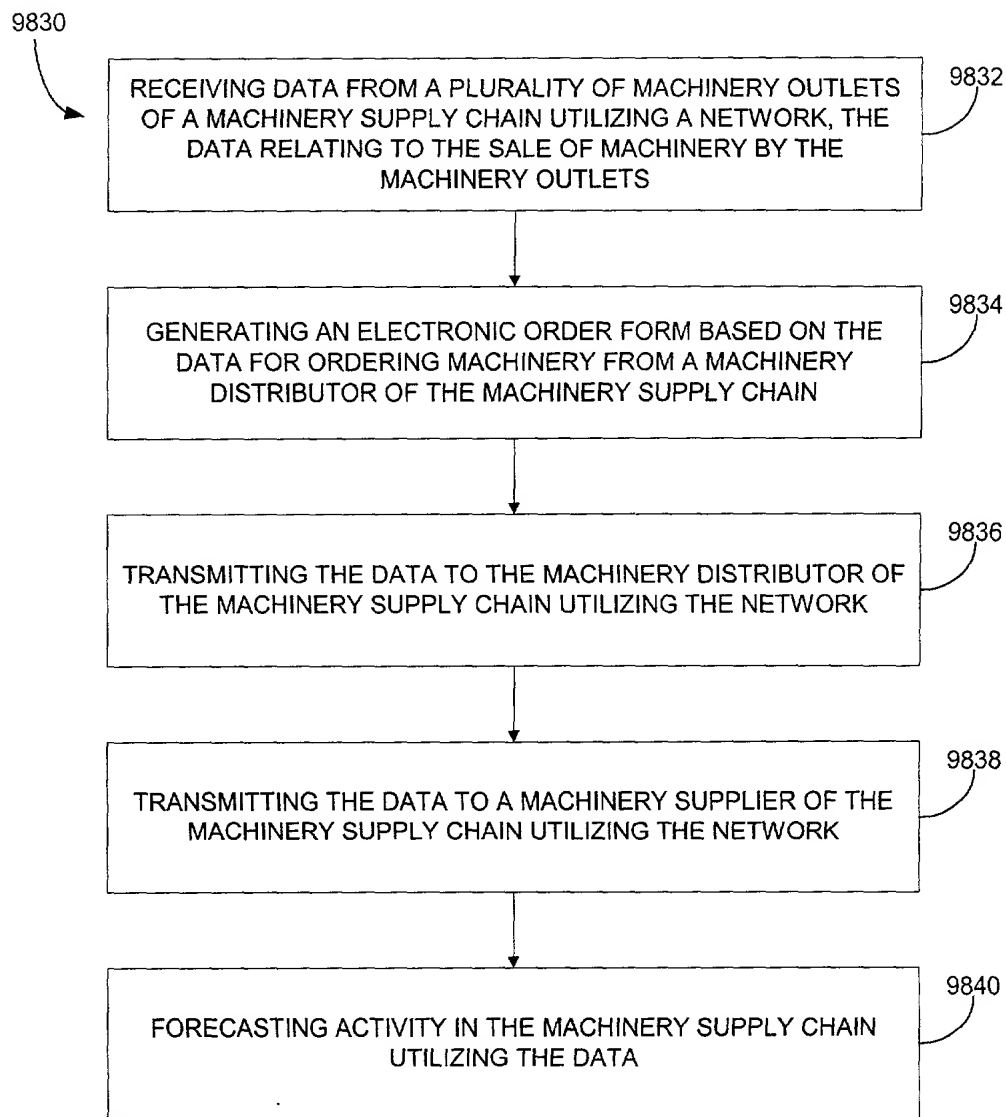 9830
RECEIVING DATA FROM A PLURALITY OF MACHINERY OUTLETS
OF A MACHINERY SUPPLY CHAIN UTILIZING A NETWORK, THE
DATA RELATING TO THE SALE OF MACHINERY BY THE
MACHINERY OUTLETS
9832
GENERATING AN ELECTRONIC ORDER FORM BASED ON THE
DATA FOR ORDERING MACHINERY FROM A MACHINERY
DISTRIBUTOR OF THE MACHINERY SUPPLY CHAIN
9834
TRANSMITTING THE DATA TO THE MACHINERY DISTRIBUTOR OF
THE MACHINERY SUPPLY CHAIN UTILIZING THE NETWORK
9836
TRANSMITTING THE DATA TO A MACHINERY SUPPLIER OF THE
MACHINERY SUPPLY CHAIN UTILIZING THE NETWORK
9838
FORECASTING ACTIVITY IN THE MACHINERY SUPPLY CHAIN
UTILIZING THE DATA
9840